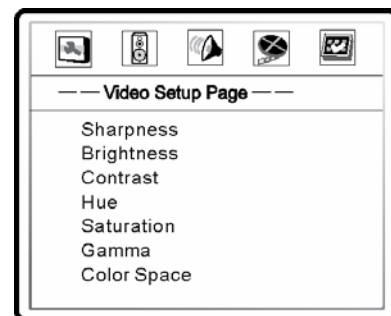 — — Video Setup Page — —
Sharpness
Brightness
Contrast
Hue
Saturation
Gamma
Color Space